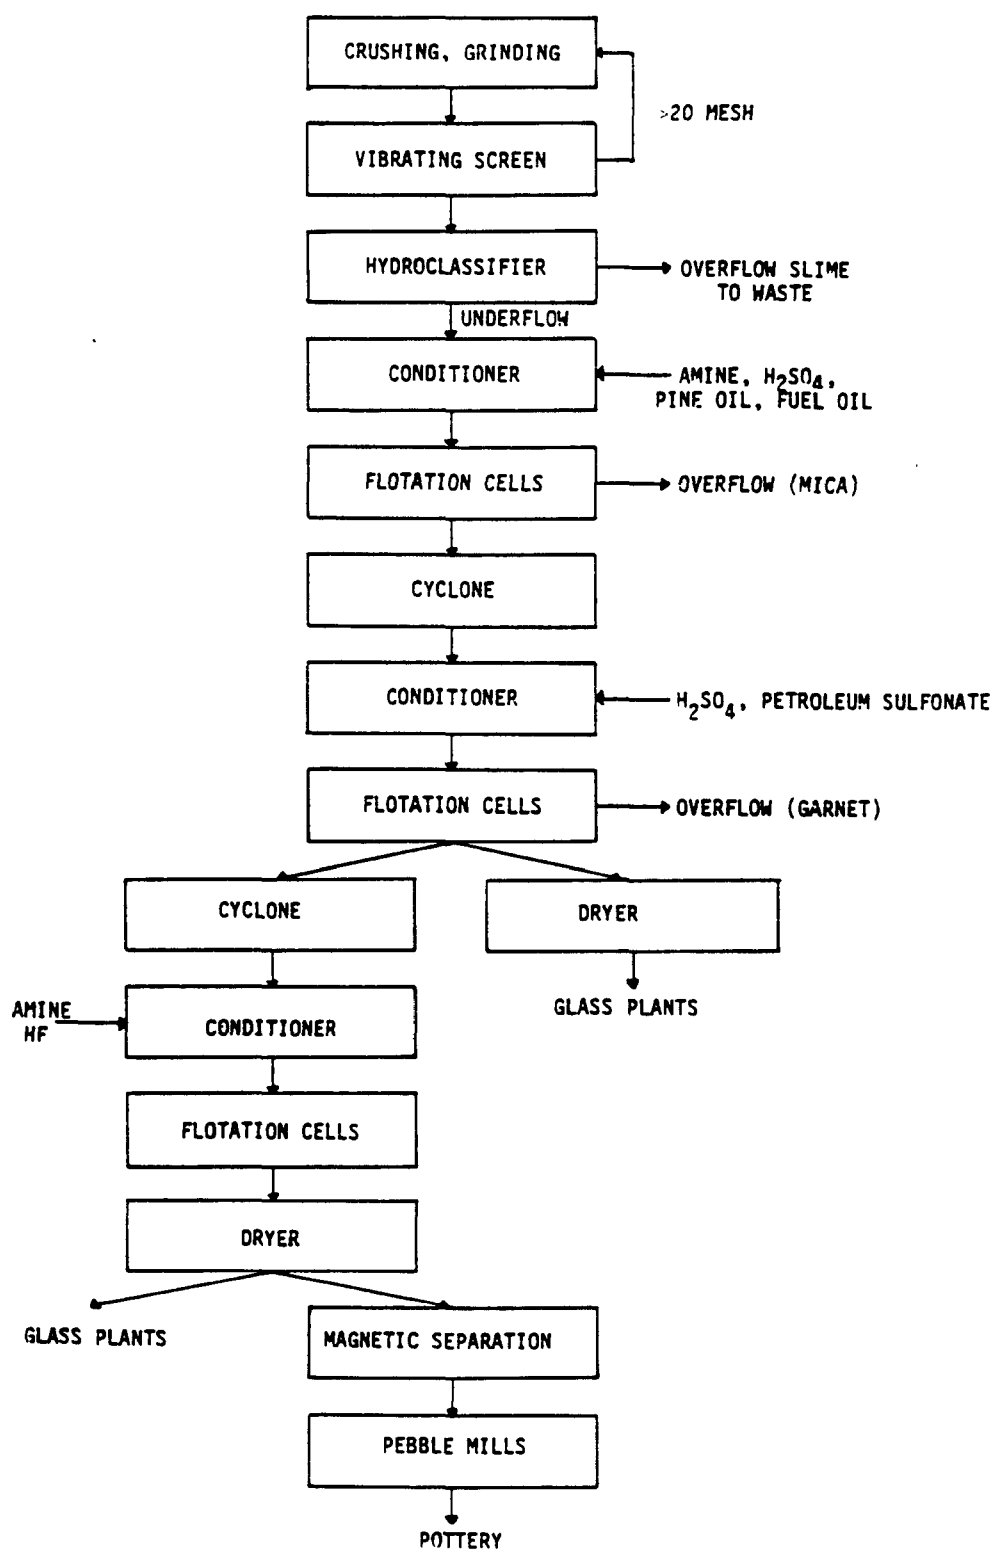 CRUSHING, GRINDING
>20 MESH
VIBRATING SCREEN
HYDROCLASSIFIER
OVERFLOW SLIME
TO WASTE
UNDERFLOW
CONDITIONER
AMINE, H₂SO₄,
PINE OIL, FUEL OIL
FLOTATION CELLS
OVERFLOW (MICA)
CYCLONE
CONDITIONER
H₂SO₄, PETROLEUM SULFONATE
FLOTATION CELLS
OVERFLOW (GARNET)
CYCLONE
DRYER
GLASS PLANTS
AMINE
HF
CONDITIONER
FLOTATION CELLS
DRYER
GLASS PLANTS
MAGNETIC SEPARATION
PEBBLE MILLS
POTTERY